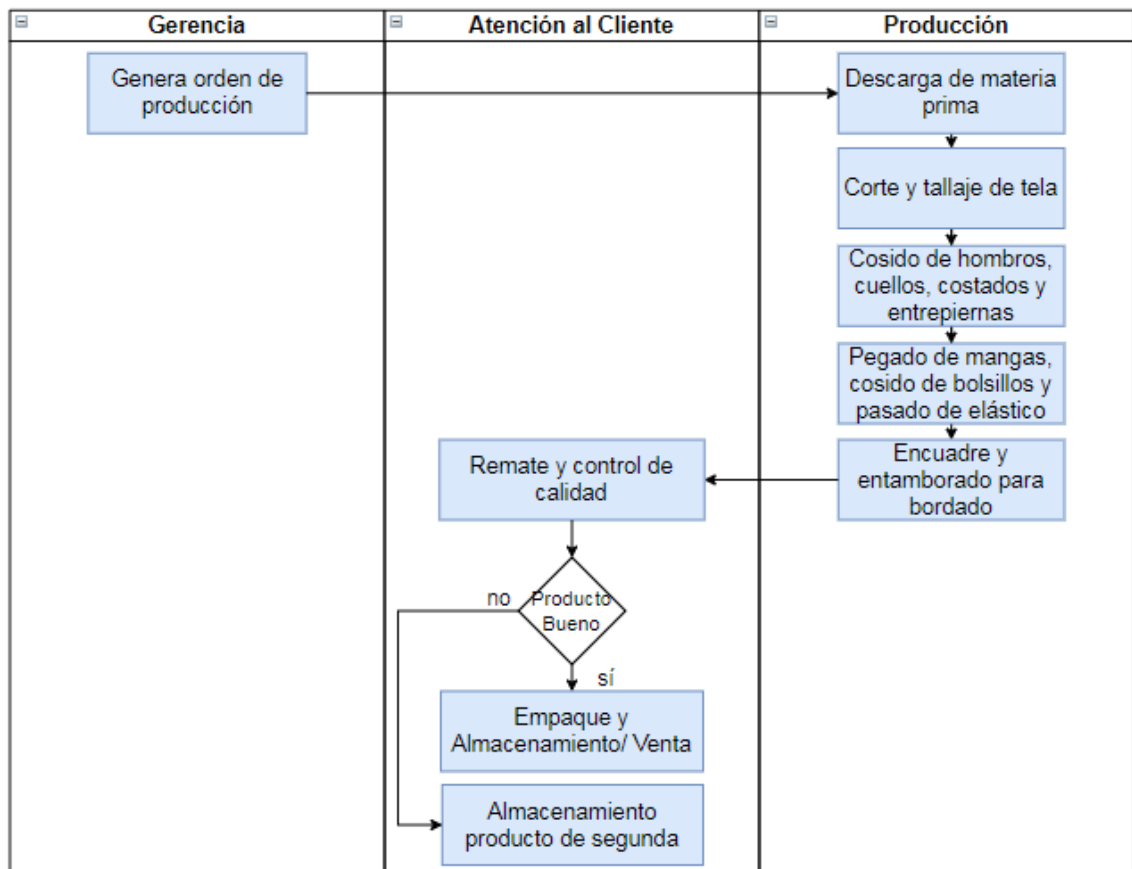 Gerencia
Atención al Cliente
Producción
Genera orden de
producción
Descarga de materia
prima
Corte y tallaje de tela
Cosido de hombros,
cuellos, costados y
entrepiernas
Pegado de mangas,
cosido de bolsillos y
pasado de elástico
Encuadre y
entamborado para
bordado
Remate y control de
calidad
no
Producto
Bueno
sí
Empaque y
Almacenamiento/ Venta
Almacenamiento
producto de segunda